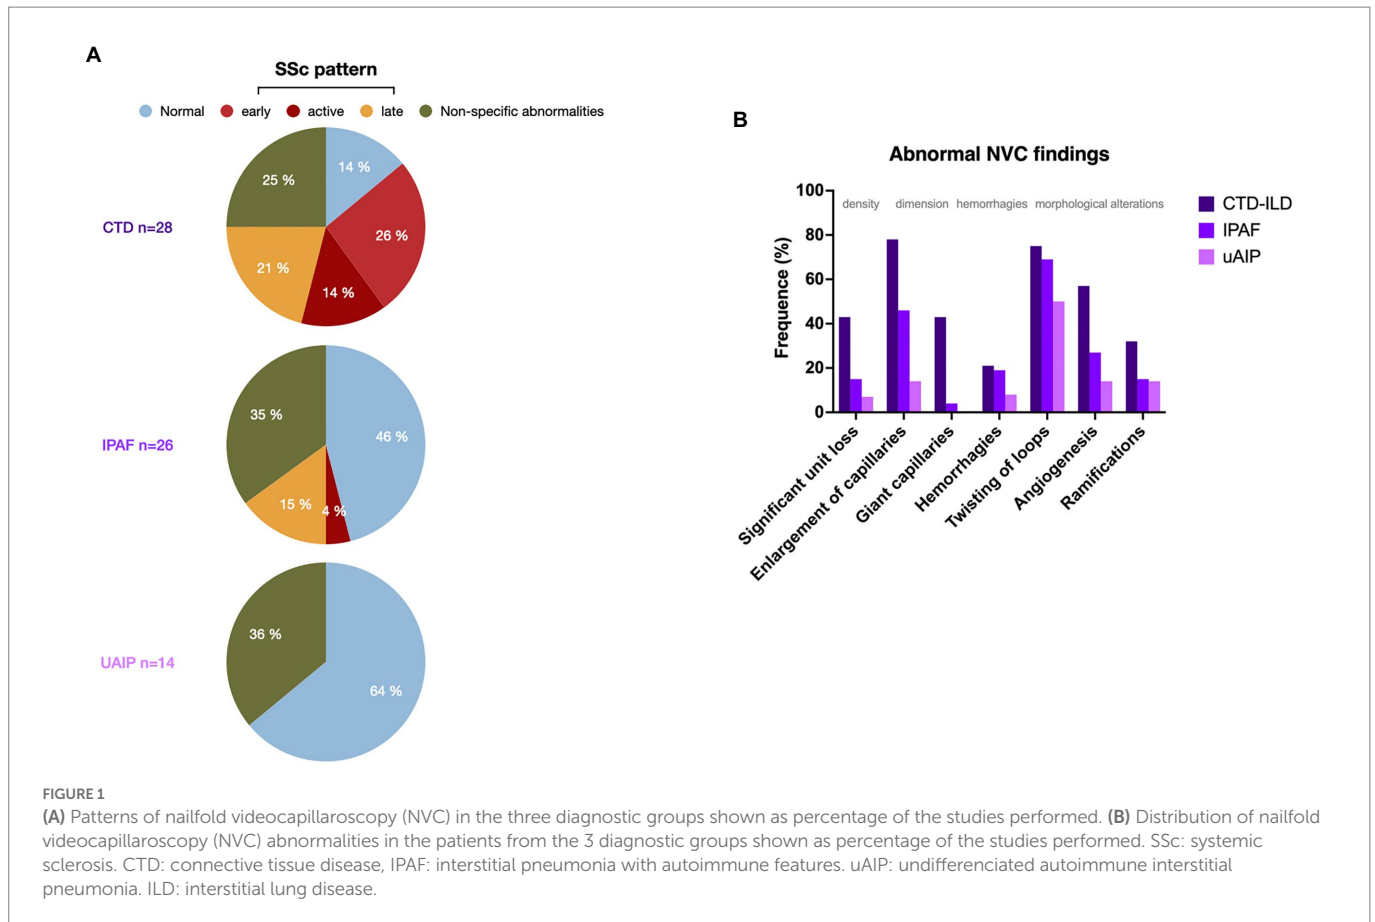 A
SSc pattern
Normal early active late Non-specific abnormalities
14 %
25 %
CTD n=28
26 %
21 %
14 %
35 %
IPAF n=26
46 %
15 %
4 %
36 %
UAIP n=14
64 %
B
Abnormal NVC findings
100
80
60
40
20
0
Frequence (%)
density dimension hemorrhagies morphological alterations
CTD-ILD
IPAF
uAIP
Significant unit loss
Enlargement of capillaries
Giant capillaries
Hemorrhagies
Twisting of loops
Angiogenesis
Ramifications
FIGURE 1
(A) Patterns of nailfold videocapillaroscopy (NVC) in the three diagnostic groups shown as percentage of the studies performed. (B) Distribution of nailfold
videocapillaroscopy (NVC) abnormalities in the patients from the 3 diagnostic groups shown as percentage of the studies performed. SSc: systemic
sclerosis. CTD: connective tissue disease, IPAF: interstitial pneumonia with autoimmune features. uAIP: undifferenciated autoimmune interstitial
pneumonia. ILD: interstitial lung disease.